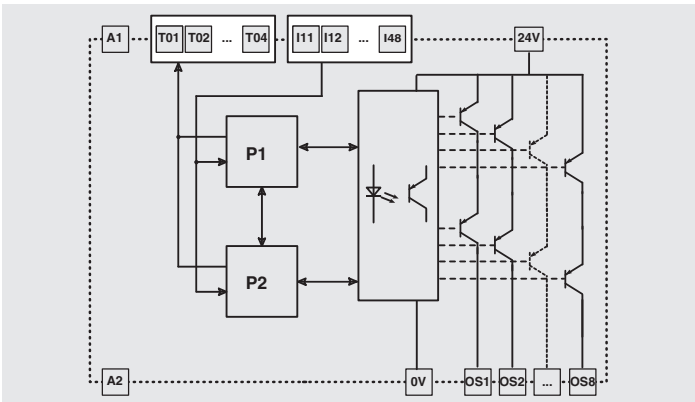 A1 T01 T02 ... T04 I11 I12 ... I48 24V
P1
P2
A2 0V OS1 OS2 ... OS8